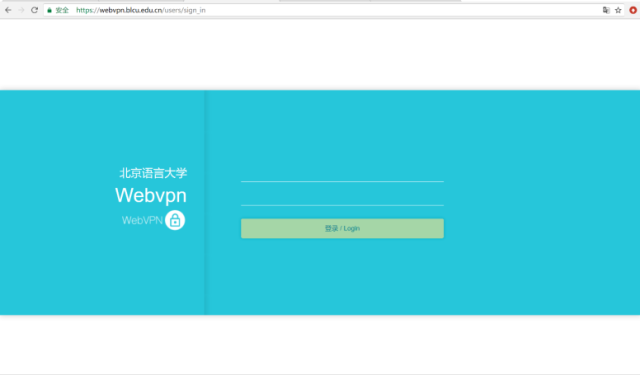 安全 https://webvpn.blcu.edu.cn/users/sign_in
北京语言大学
Webvpn
WebVPN
登录 / Login